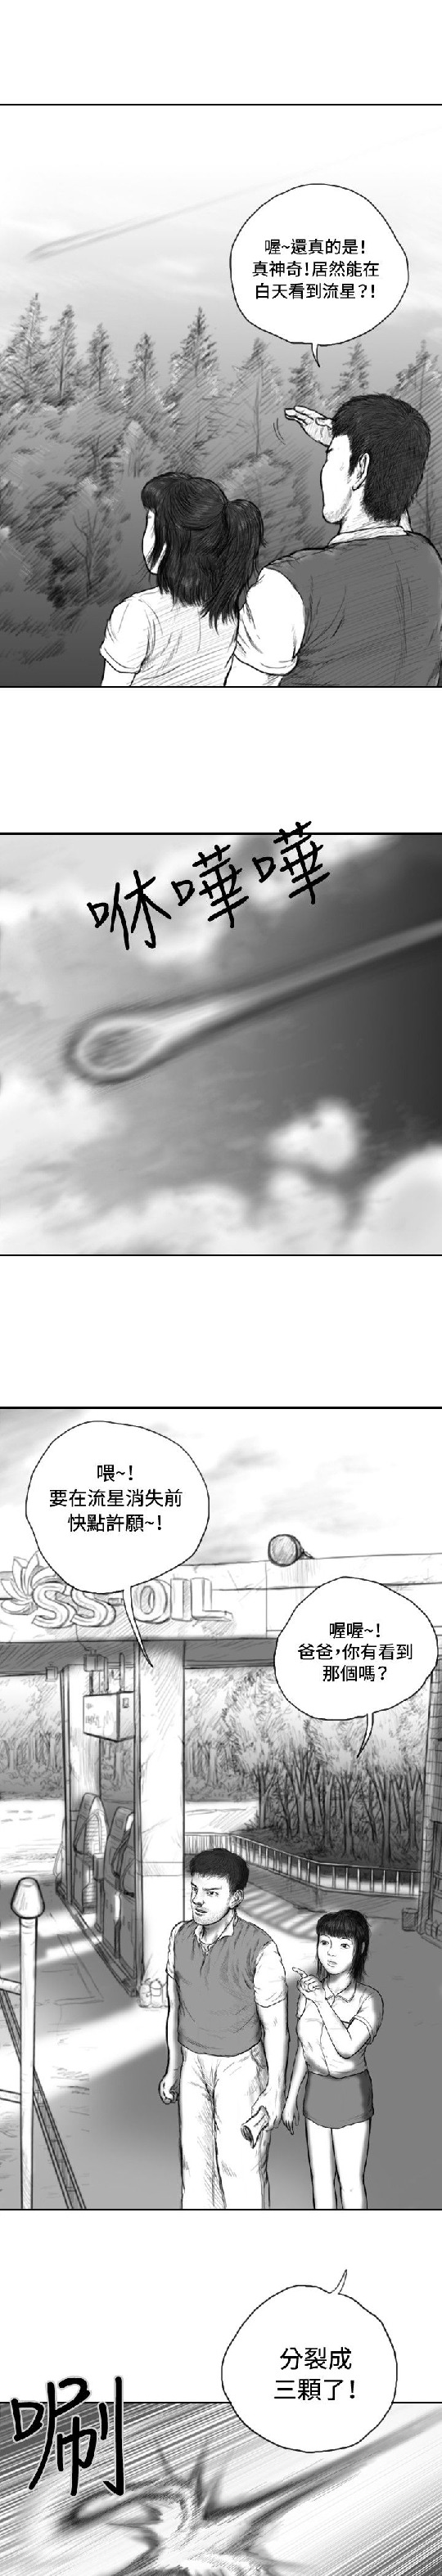 喔~還真的是!
真神奇!居然能在
白天看到流星?!
咻嘩嘩
喂~!
要在流星消失前
快點許願~!
SS-OIL
喔喔~!
爸爸,你有看到
那個嗎?
分裂成
三顆了!
唰